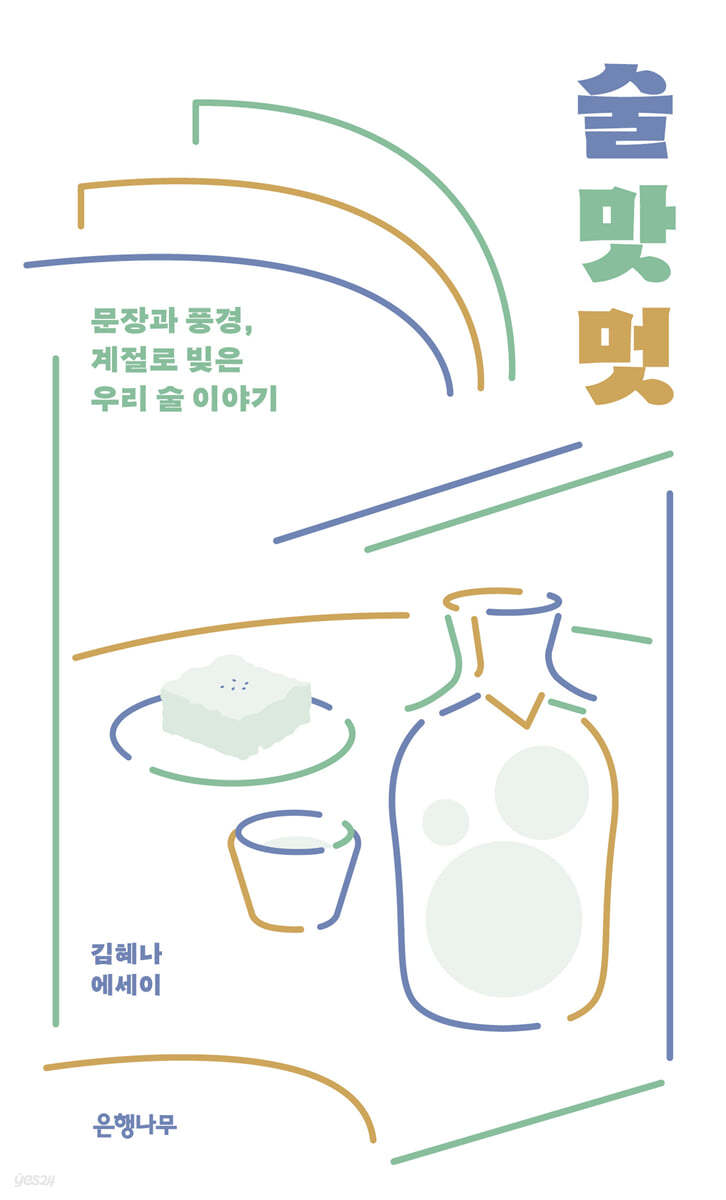 술
맛
멋
문장과 풍경,
계절로 빚은
우리 술 이야기
김혜나
에세이
은행나무
yes24